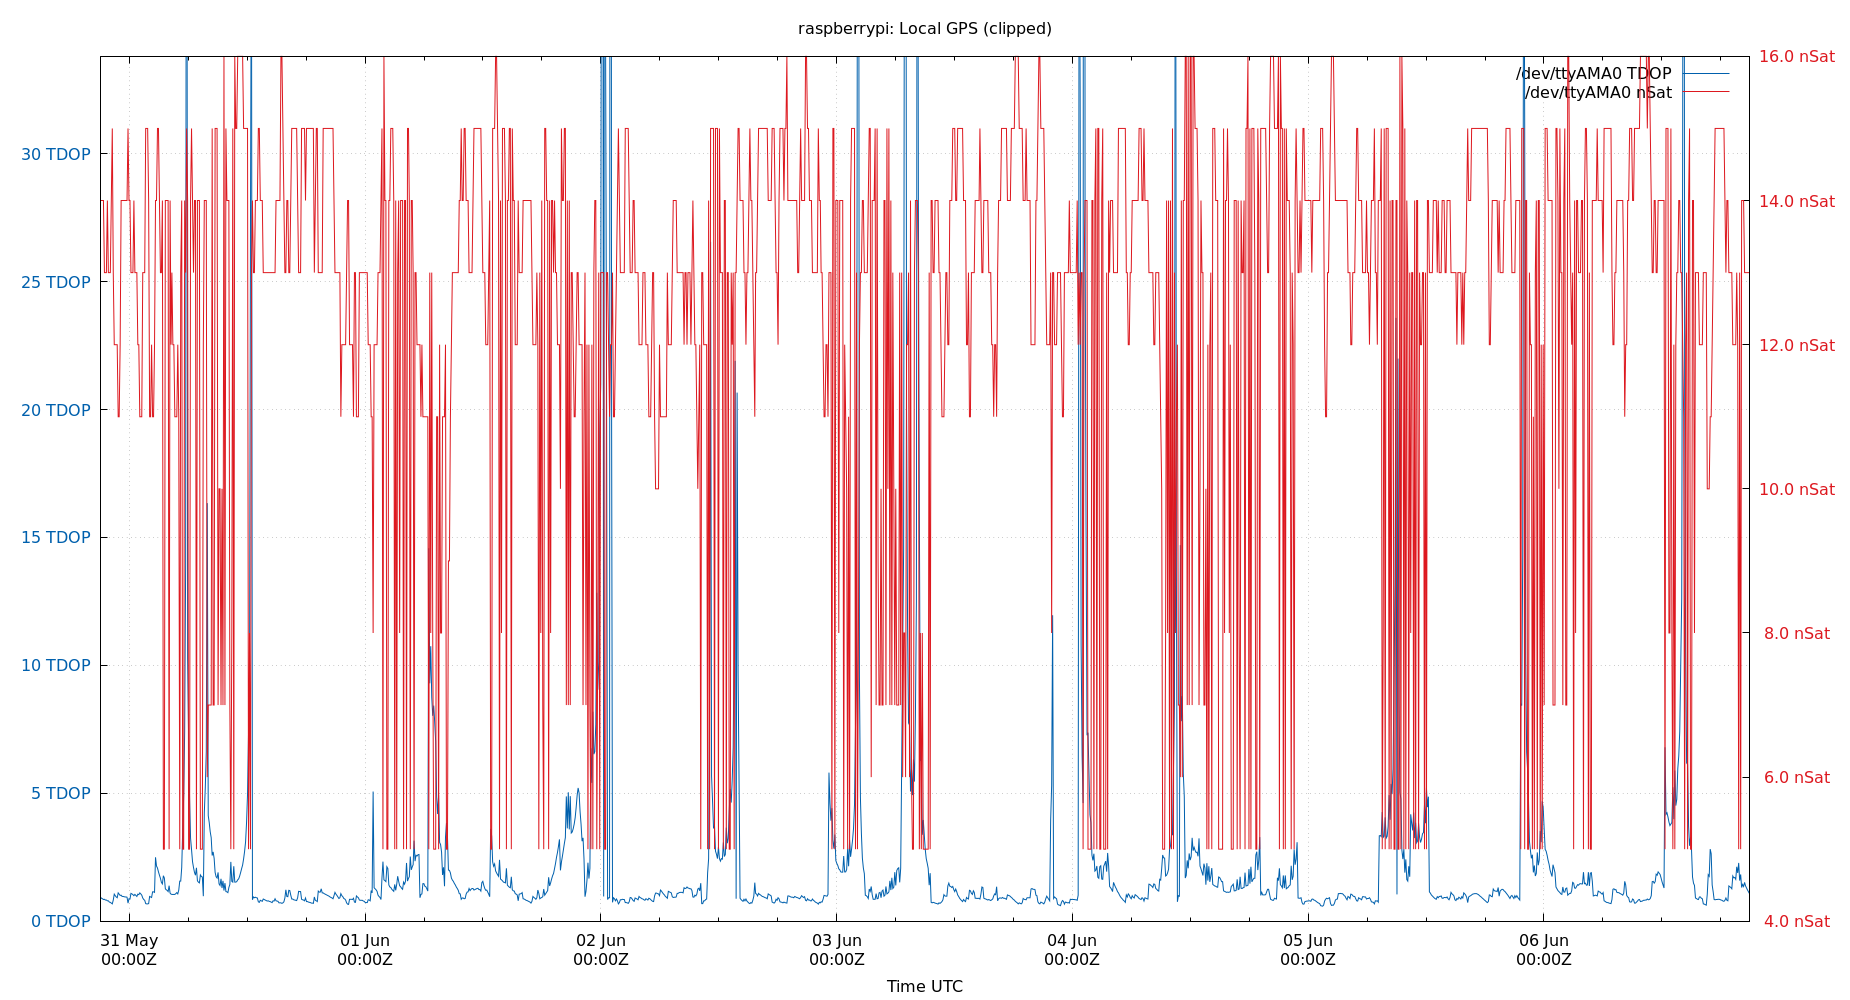 raspberrypi: Local GPS (clipped)
/dev/ttyAMA0 TDOP
/dev/ttyAMA0 nSat
30 TDOP
25 TDOP
20 TDOP
15 TDOP
10 TDOP
5 TDOP
0 TDOP
16.0 nSat
14.0 nSat
12.0 nSat
10.0 nSat
8.0 nSat
6.0 nSat
4.0 nSat
31 May
00:00Z
01 Jun
00:00Z
02 Jun
00:00Z
03 Jun
00:00Z
04 Jun
00:00Z
05 Jun
00:00Z
06 Jun
00:00Z
Time UTC